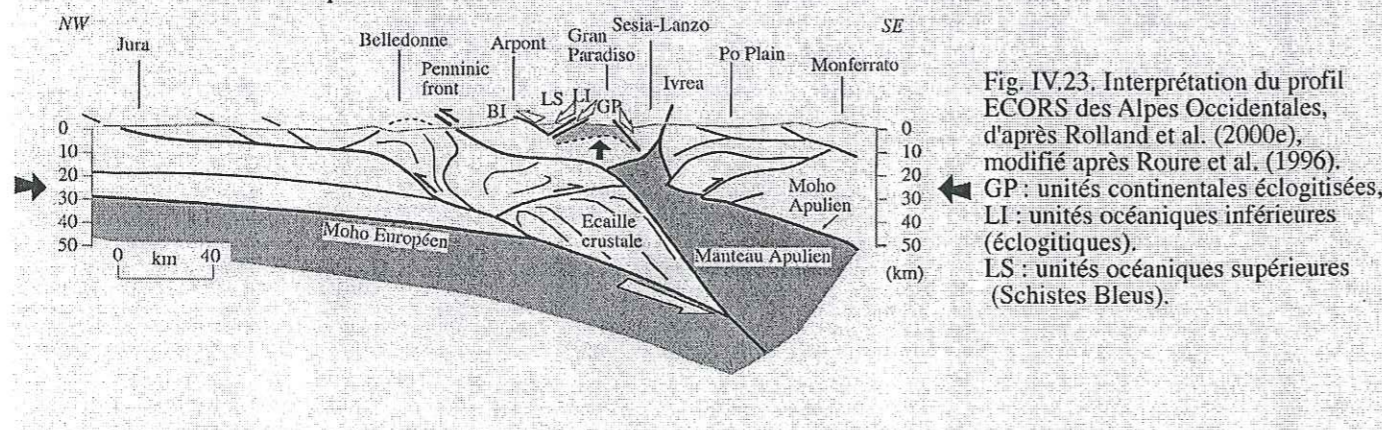 NW
SE
Jura
Belledonne
Penninic
front
Arpont
BI
LS
LI
Gran
Paradiso
GP
Sesia-Lanzo
Ivrea
Po Plain
Monferrato
0
10
20
30
40
50
0
10
20
30
40
50
(km)
Moho Européen
Ecaille
crustale
Manteau Apulien
Moho
Apulien
0 km 40
Fig. IV.23. Interprétation du profil
ECORS des Alpes Occidentales,
d'après Rolland et al. (2000e),
modifié après Roure et al. (1996).
GP : unités continentales éclogitisées,
LI : unités océaniques inférieures
(éclogitiques).
LS : unités océaniques supérieures
(Schistes Bleus).